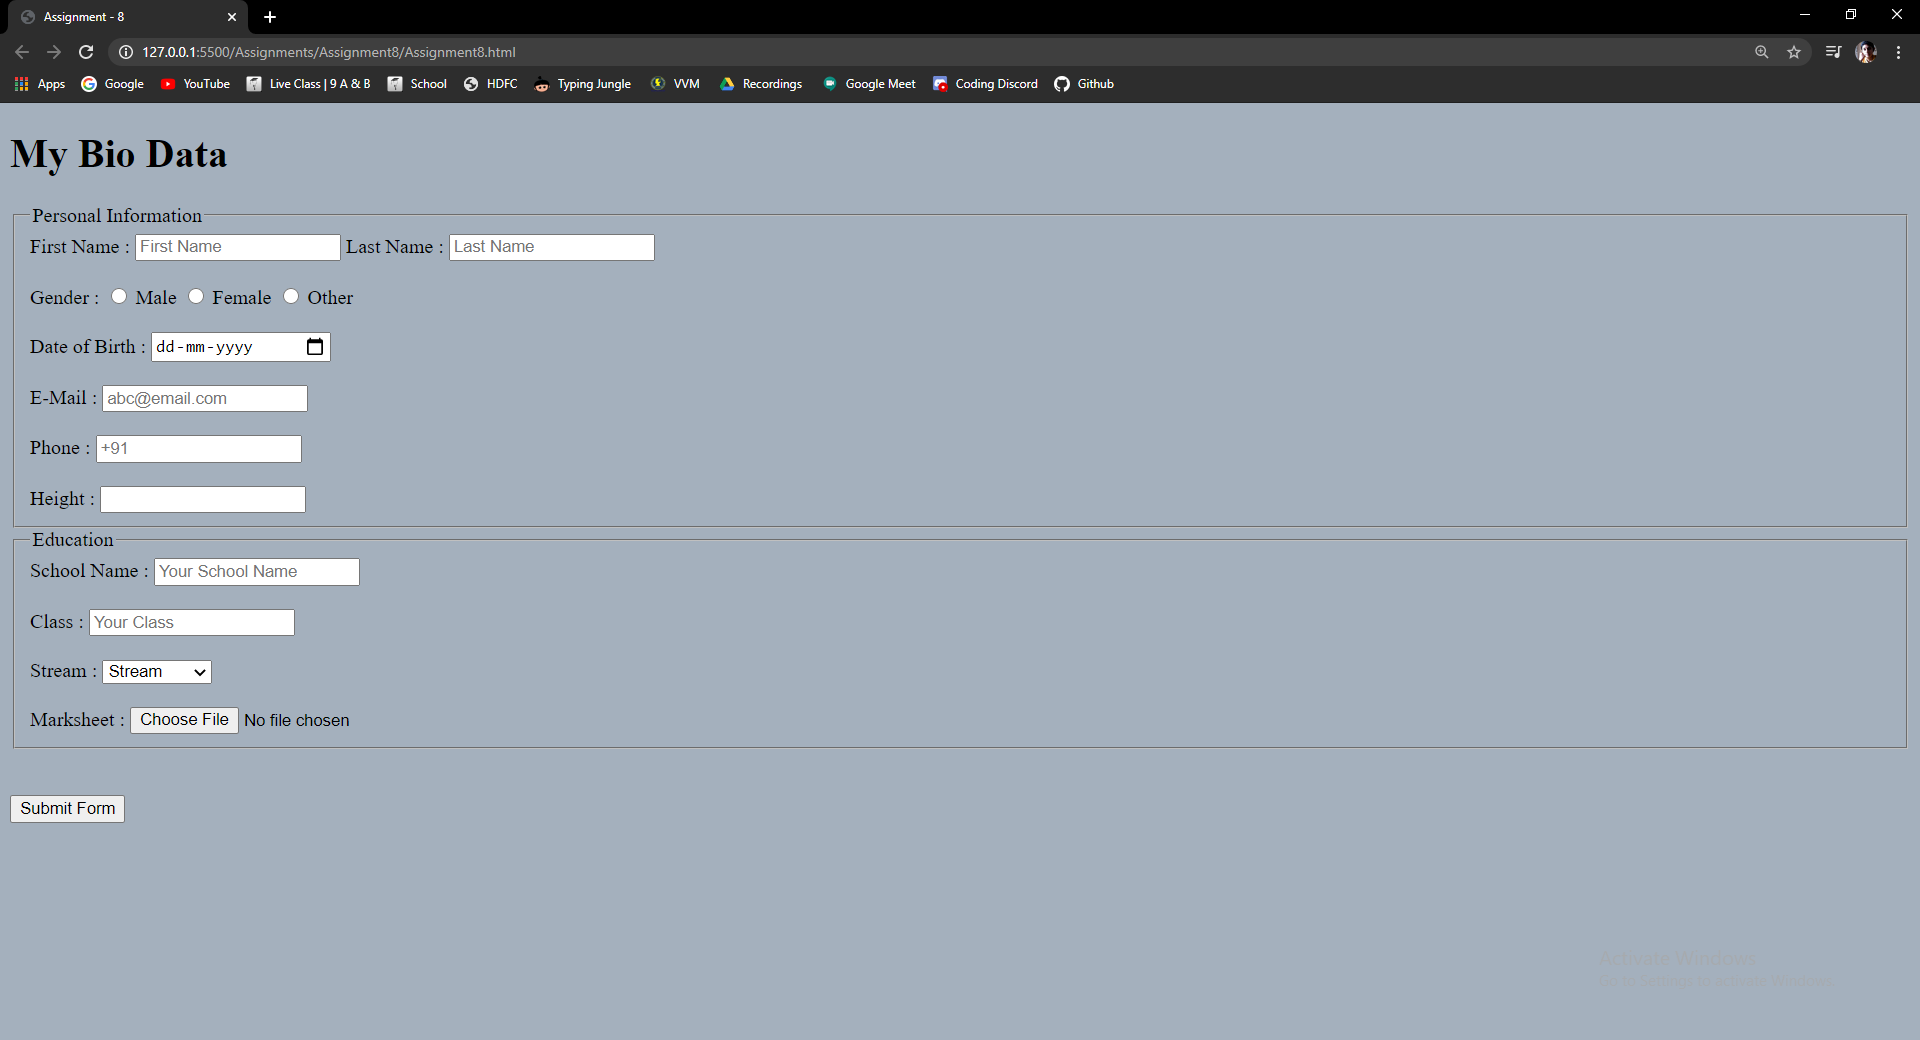 Assignment - 8
127.0.0.1:5500/Assignments/Assignment8/Assignment8.html
Apps Google YouTube Live Class | 9 A & B School HDFC Typing Jungle VVM Recordings Google Meet Coding Discord Github
My Bio Data
Personal Information
First Name : First Name Last Name : Last Name
Gender : Male Female Other
Date of Birth : dd-mm-yyyy
E-Mail : abc@email.com
Phone : +91
Height :
Education
School Name : Your School Name
Class : Your Class
Stream : Stream
Marksheet : Choose File No file chosen
Submit Form
Activate Windows
Go to Settings to activate Windows.